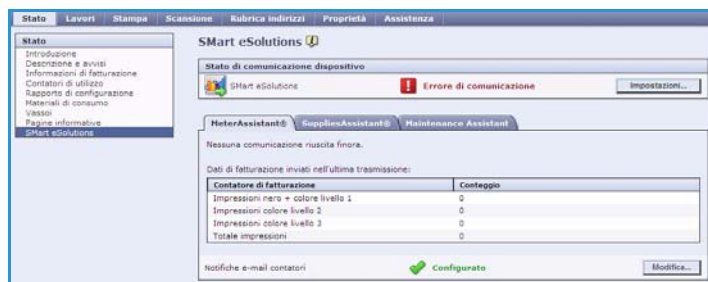 Stato Lavori Stampa Scansione Rubrica indirizzi Proprietà Assistenza
Stato
Introduzione
Descrizione e avvisi
Informazioni di fatturazione
Contatori di utilizzo
Rapporto di configurazione
Materiali di consumo
Vassoi
Pagine informative
SMart eSolutions
SMart eSolutions
Stato di comunicazione dispositivo
SMart eSolutions Errore di comunicazione Impostazioni...
MeterAssistant® SuppliesAssistant® Maintenance Assistant
Nessuna comunicazione riuscita finora.
Dati di fatturazione inviati nell'ultima trasmissione:
Contatore di fatturazione Conteggio
Impressioni nero + colore livello 1 0
Impressioni colore livello 2 0
Impressioni colore livello 3 0
Totale impressioni 0
Notifiche e-mail contatori Configurato Modifica...